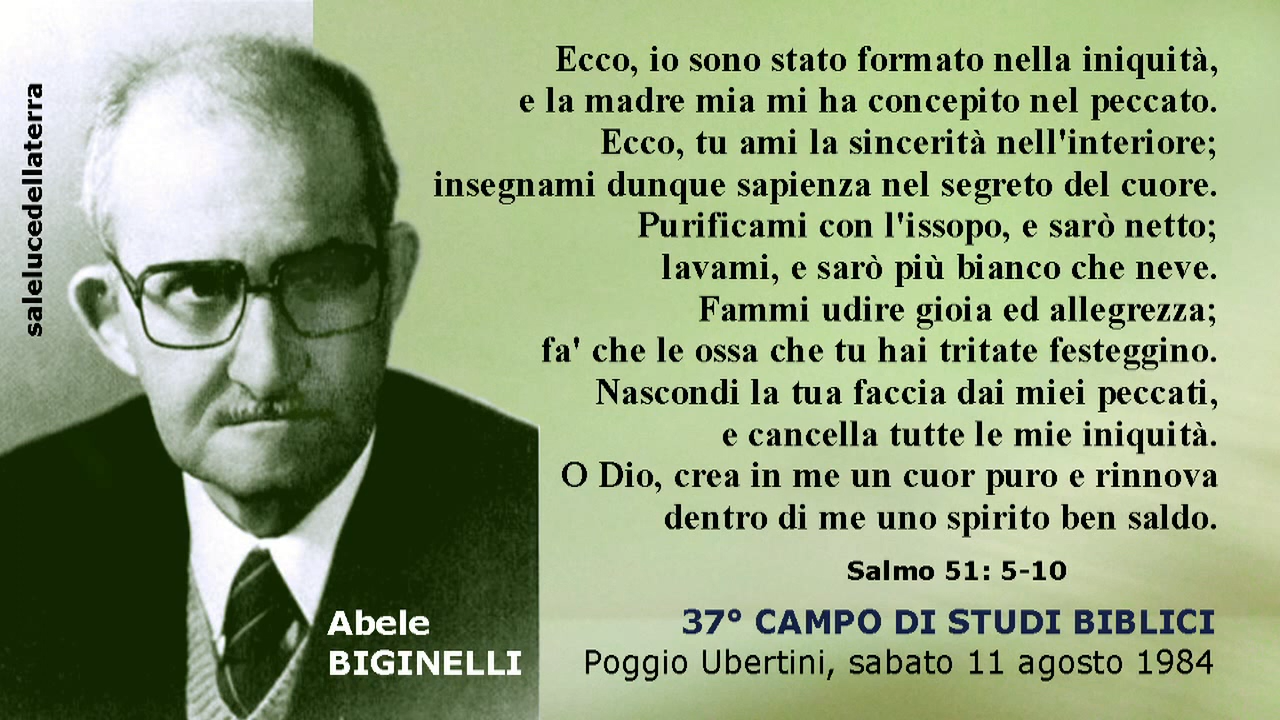 salelucedellaterra
Ecco, io sono stato formato nella iniquità,
e la madre mia mi ha concepito nel peccato.
Ecco, tu ami la sincerità nell'interiore;
insegnami dunque sapienza nel segreto del cuore.
Purificami con l'issopo, e sarò netto;
lavami, e sarò più bianco che neve.
Fammi udire gioia ed allegrezza;
fa' che le ossa che tu hai tritate festeggino.
Nascondi la tua faccia dai miei peccati,
e cancella tutte le mie iniquità.
O Dio, crea in me un cuor puro e rinnova
dentro di me uno spirito ben saldo.
Salmo 51: 5-10
Abele
BIGINELLI
37° CAMPO DI STUDI BIBLICI
Poggio Ubertini, sabato 11 agosto 1984